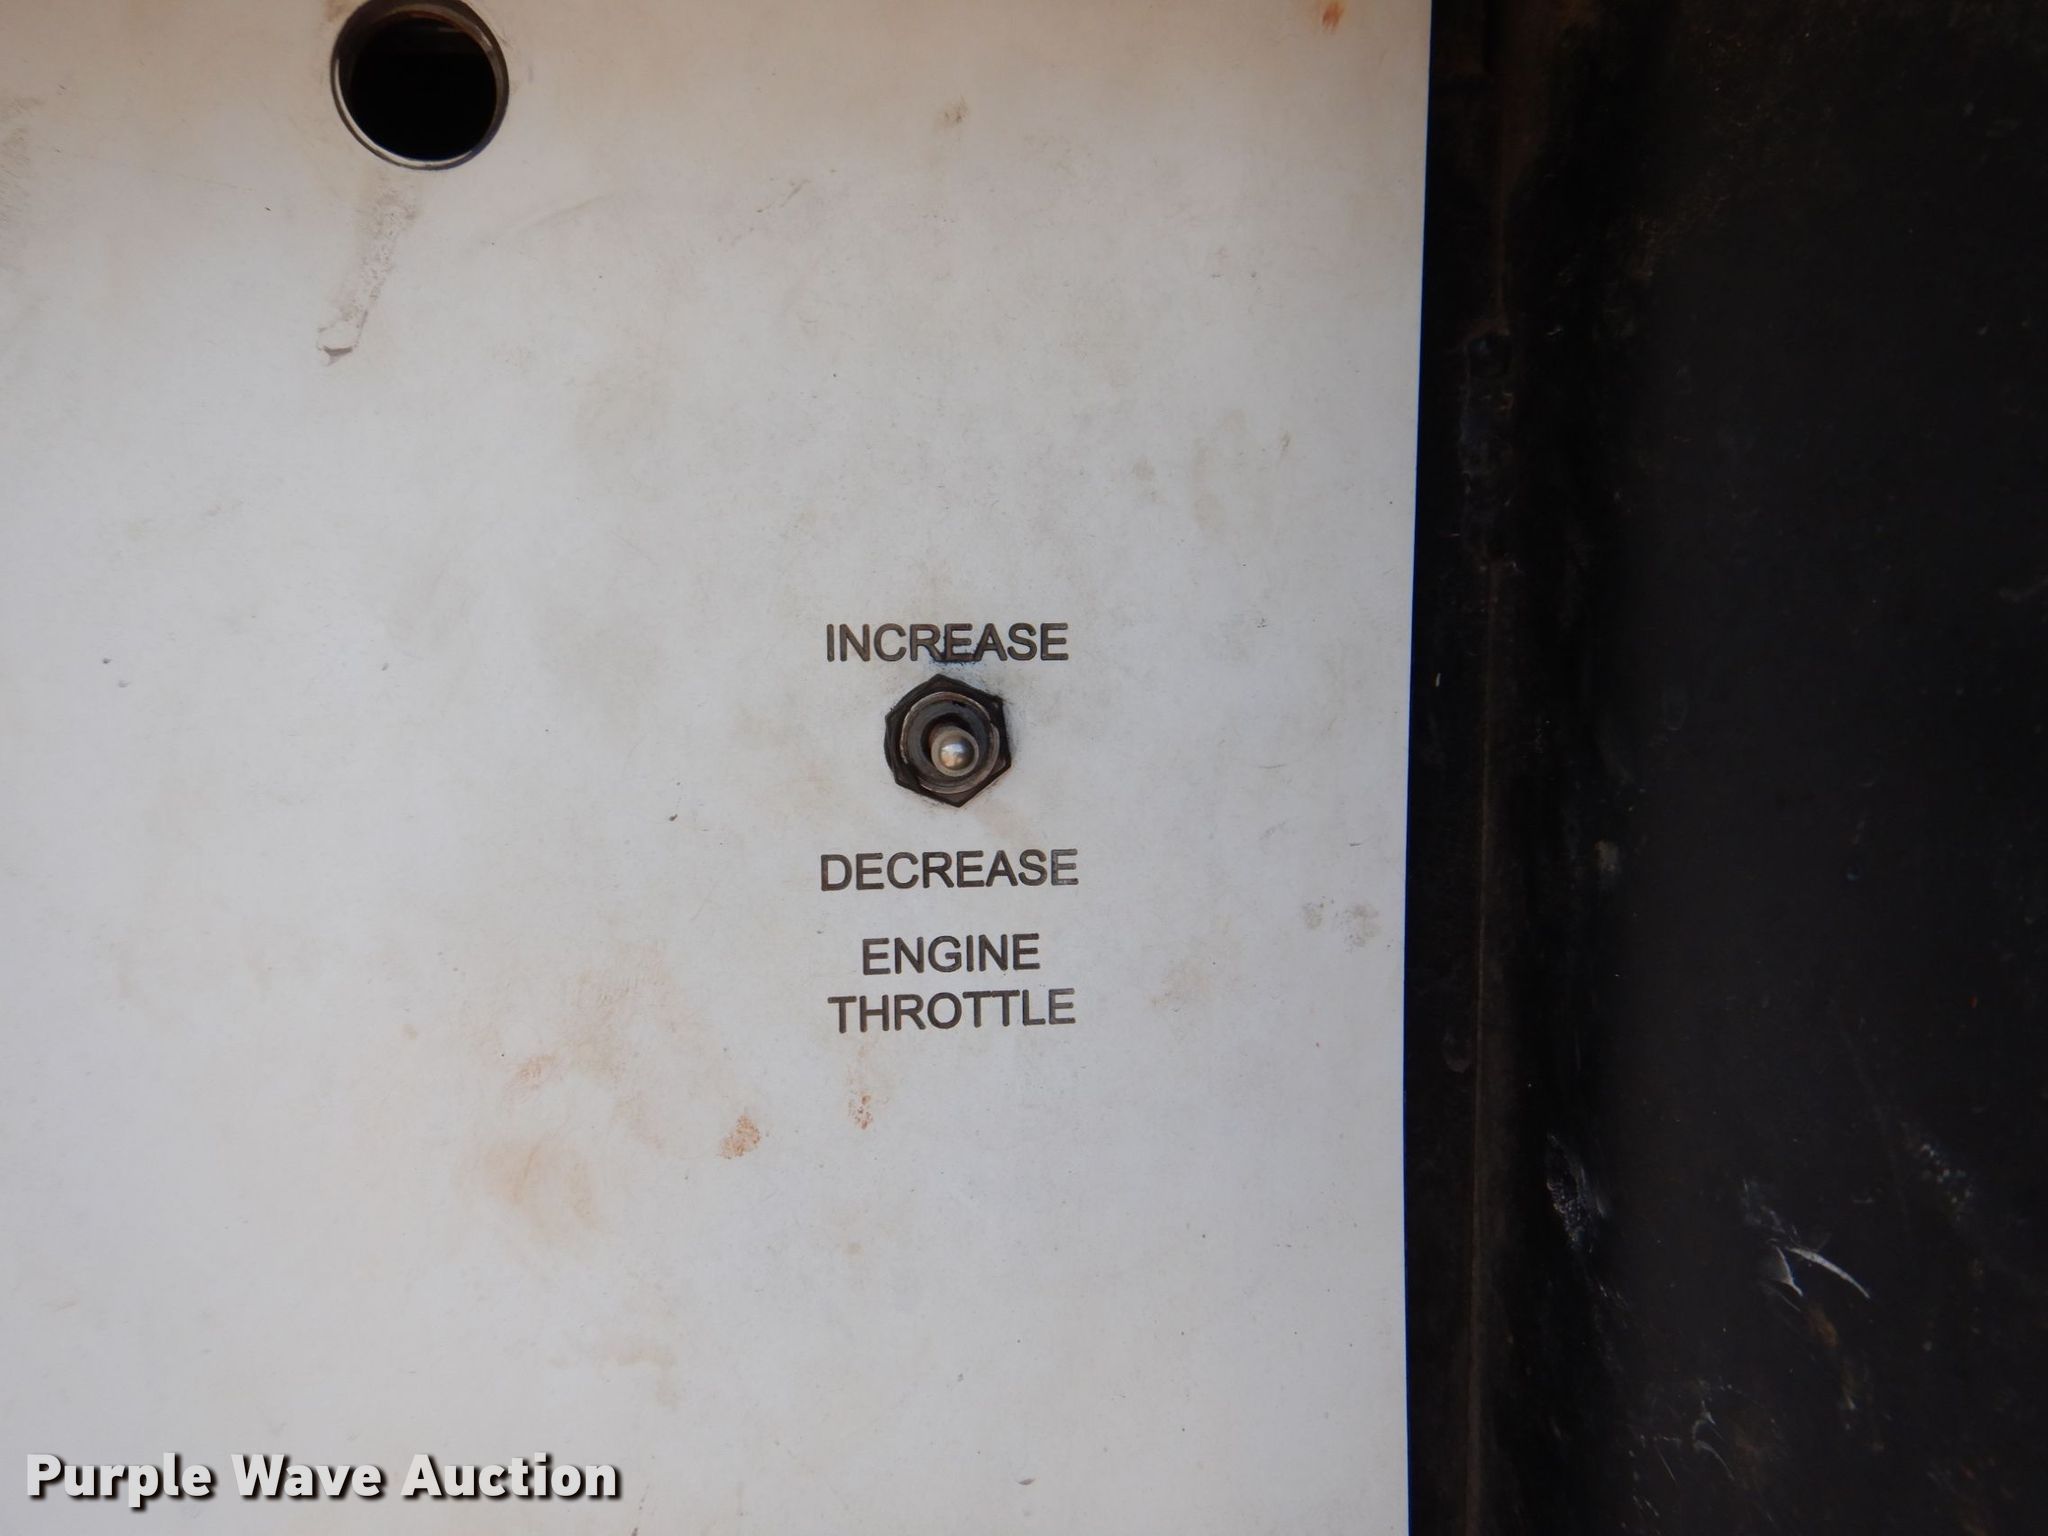 INCREASE
DECREASE
ENGINE
THROTTLE
Purple Wave Auction